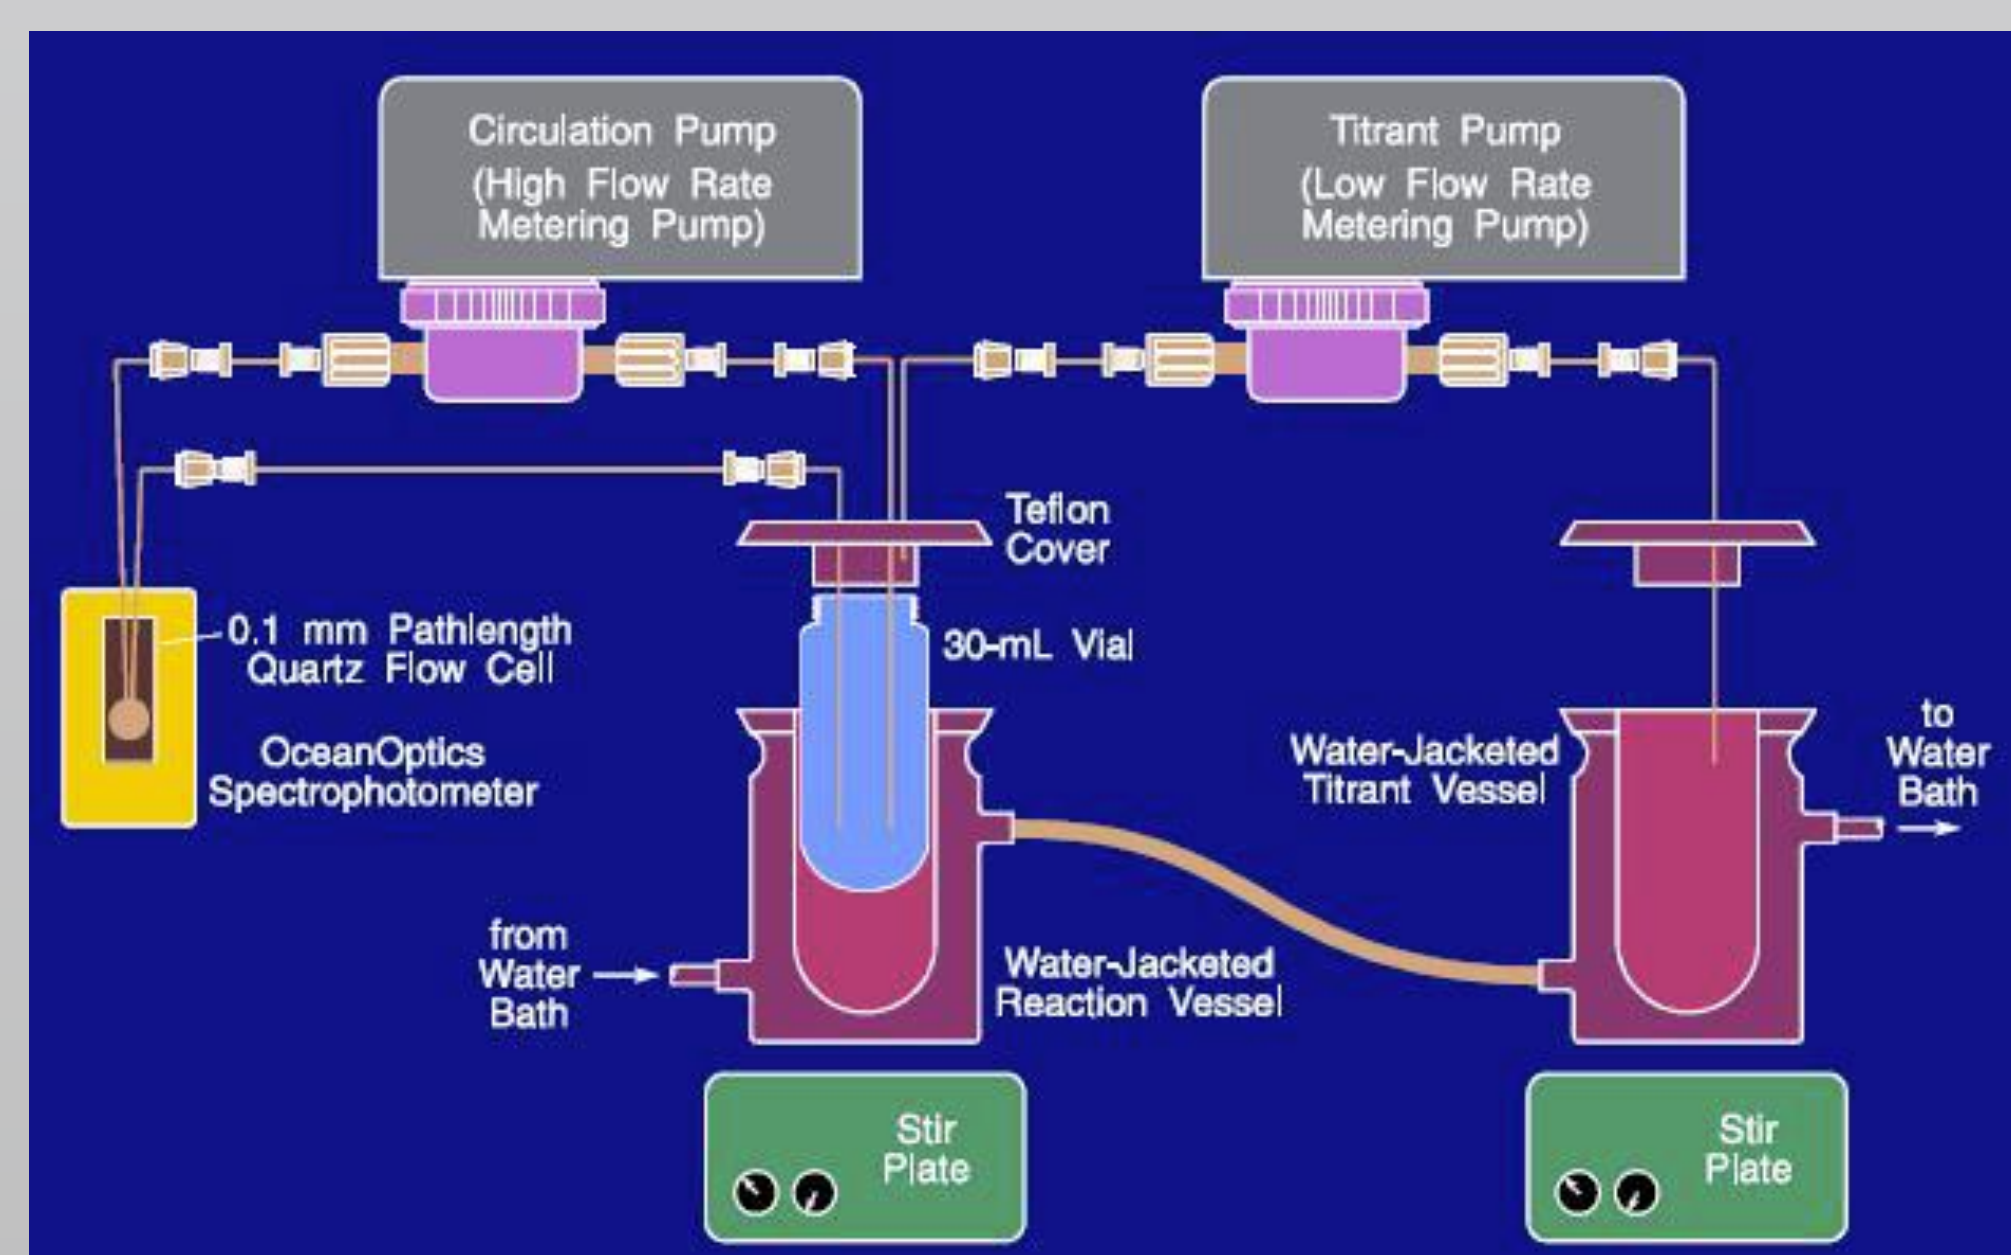 Circulation Pump
(High Flow Rate
Metering Pump)
Titrant Pump
(Low Flow Rate
Metering Pump)
Teflon
Cover
0.1 mm Pathlength
Quartz Flow Cell
30-mL Vial
OceanOptics
Spectrophotometer
Water-Jacketed
Titrant Vessel
to
Water
Bath
from
Water
Bath
Water-Jacketed
Reaction Vessel
Stir
Plate
Stir
Plate